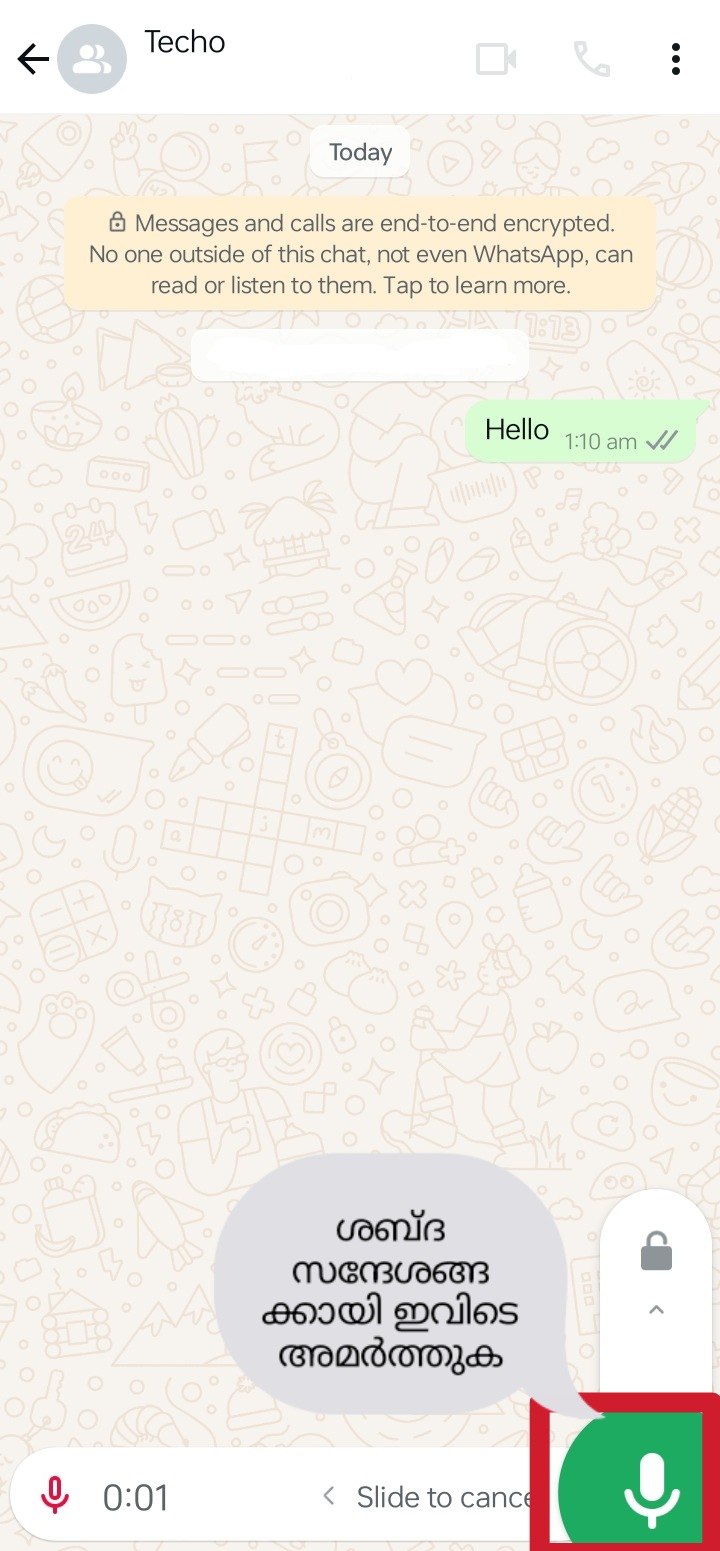 Techo
Today
Messages and calls are end-to-end encrypted.
No one outside of this chat, not even WhatsApp, can
read or listen to them. Tap to learn more.
Hello 1:10 am
ശബ്ദ
സന്ദേശങ്ങ
ക്കായി ഇവിടെ
അമർത്തുക
0:01 < Slide to cance